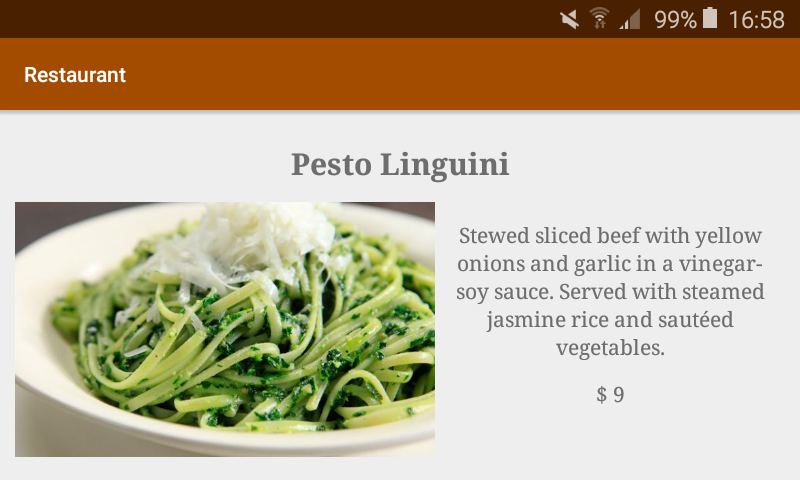 99% 16:58
Restaurant
Pesto Linguini
Stewed sliced beef with yellow
onions and garlic in a vinegar-
soy sauce. Served with steamed
jasmine rice and sautéed
vegetables.
$ 9